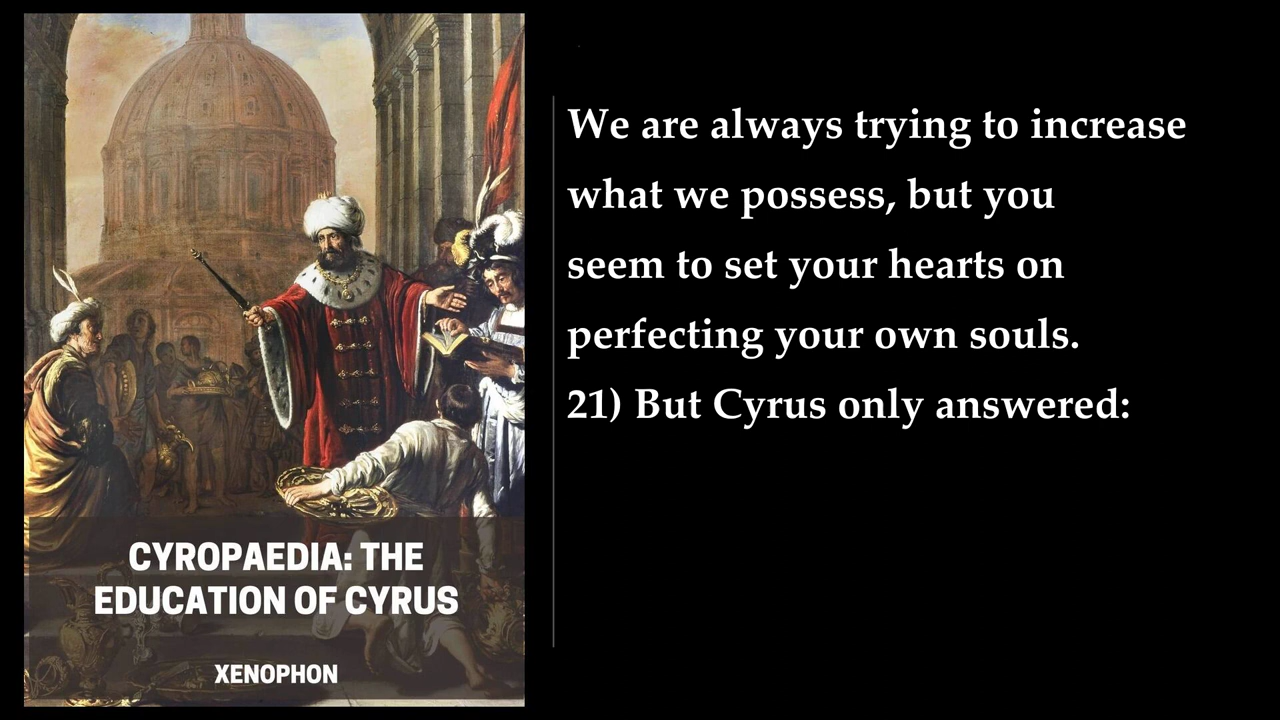 We are always trying to increase
what we possess, but you
seem to set your hearts on
perfecting your own souls.
21) But Cyrus only answered:
CYROPAEDIA: THE
EDUCATION OF CYRUS
XENOPHON